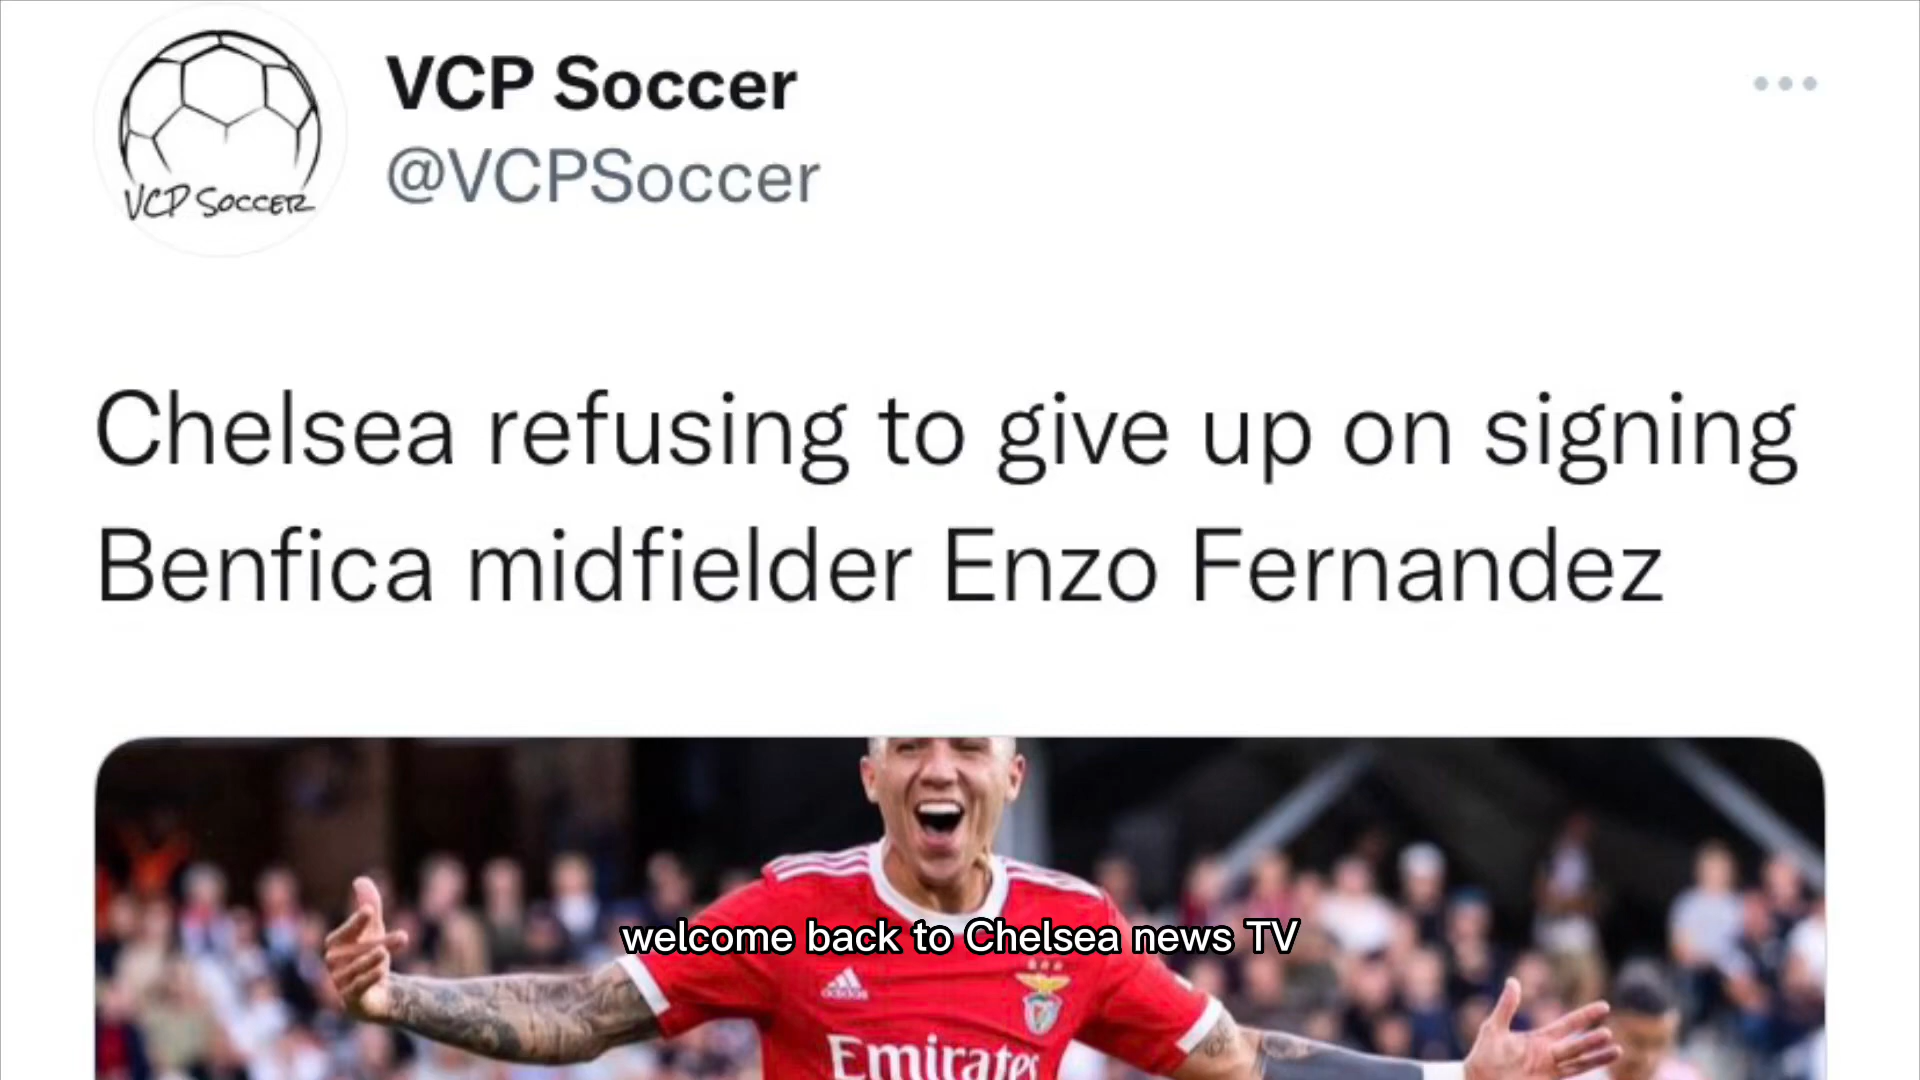 VCP Soccer
@VCPSoccer
VCP SOCCER
Chelsea refusing to give up on signing
Benfica midfielder Enzo Fernandez
welcome back to Chelsea news TV
adidas
Emirates